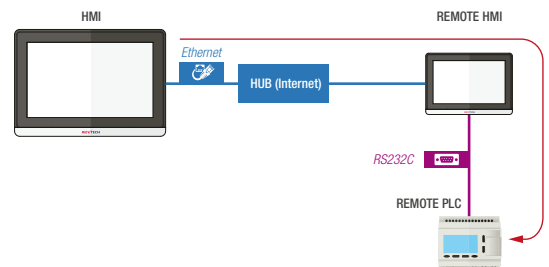 HMI
REMOTE HMI
Ethernet
HUB (Internet)
RS232C
REMOTE PLC